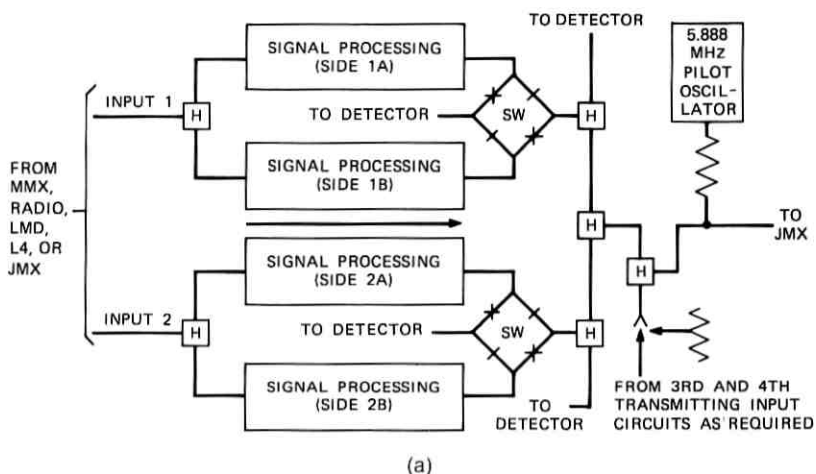 TO DETECTOR
5.888
MHz
PILOT
OSCIL-
LATOR
SIGNAL PROCESSING
(SIDE 1A)
INPUT 1
H
TO DETECTOR
SW
H
SIGNAL PROCESSING
(SIDE 1B)
FROM
MMX,
RADIO,
LMD,
L4, OR
JMX
TO
JMX
H
H
SIGNAL PROCESSING
(SIDE 2A)
INPUT 2
H
TO DETECTOR
SW
H
SIGNAL PROCESSING
(SIDE 2B)
TO
DETECTOR
FROM 3RD AND 4TH
TRANSMITTING INPUT
CIRCUITS AS REQUIRED
(a)